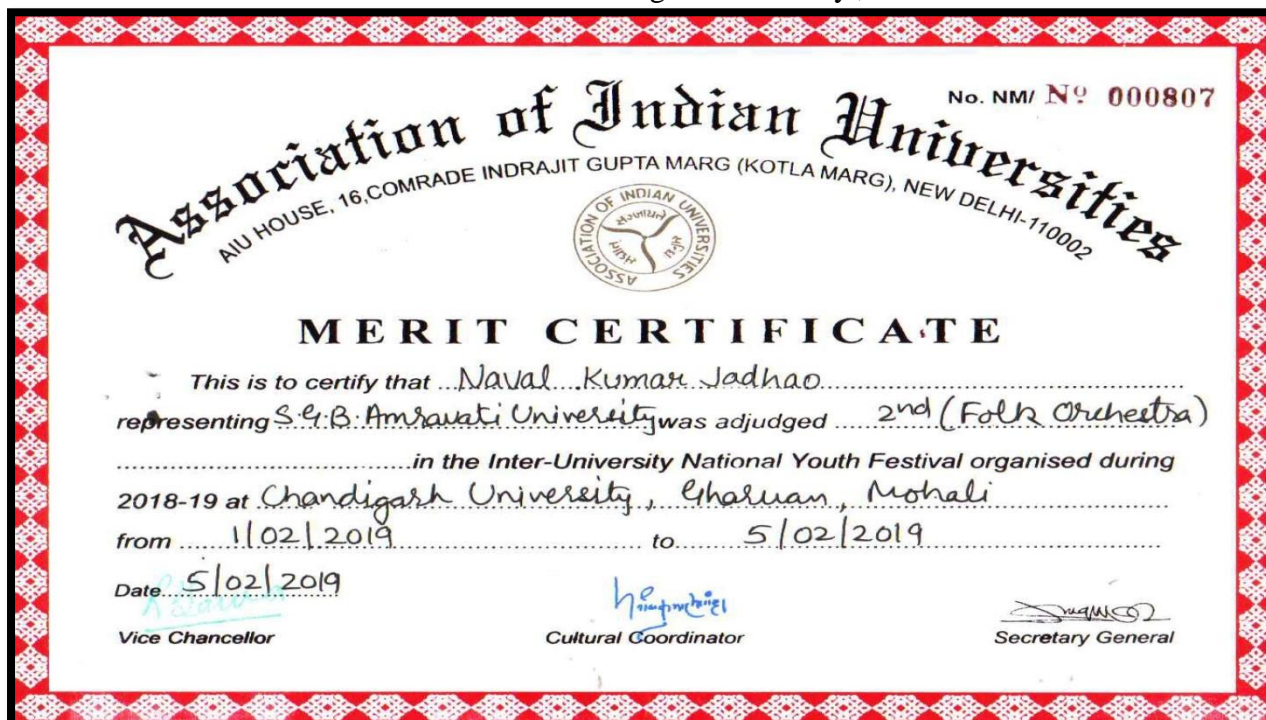 No. NM/ Nº 000807
Association of Indian Universities
AIU HOUSE, 16,COMRADE INDRAJIT GUPTA MARG (KOTLA MARG), NEW DELHI-110002
ASSOCIATION OF INDIAN UNIVERSITIES
MERIT CERTIFICATE
This is to certify that Naval Kumar Jadhao
representing S.G.B. Amravati University was adjudged 2nd (Folk Orchestra)
in the Inter-University National Youth Festival organised during
2018-19 at Chandigarh University, Gharuan, Mohali
from 1/02/2019 to 5/02/2019
Date 5/02/2019
Vice Chancellor Cultural Coordinator Secretary General